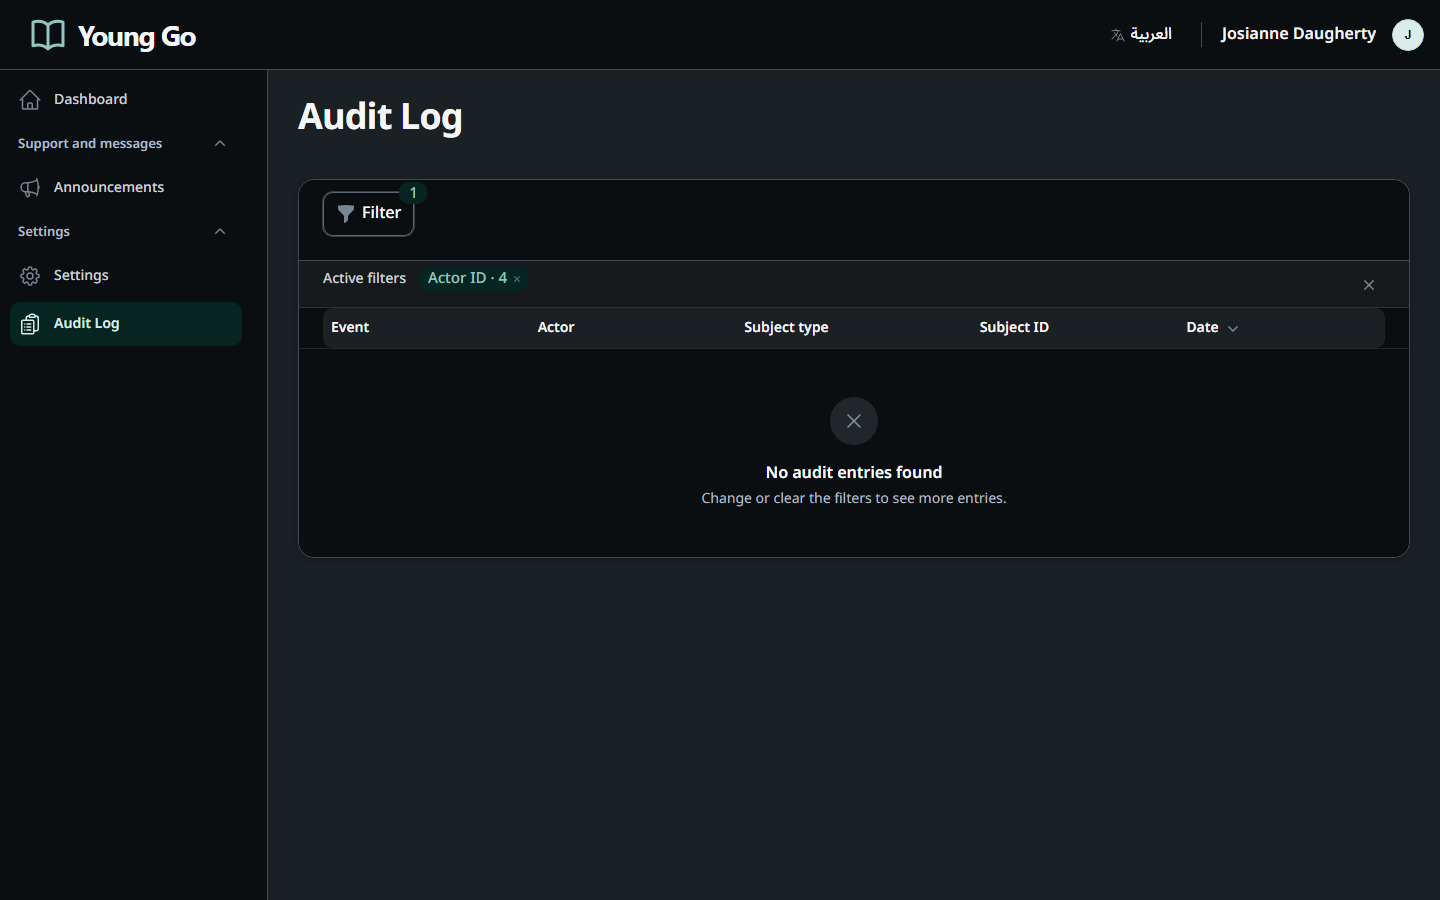 Young Go
العربية
Josianne Daugherty
J
Dashboard
Support and messages
Announcements
Settings
Settings
Audit Log
Audit Log
Filter
1
Active filters
Actor ID · 4 ×
Event
Actor
Subject type
Subject ID
Date
No audit entries found
Change or clear the filters to see more entries.